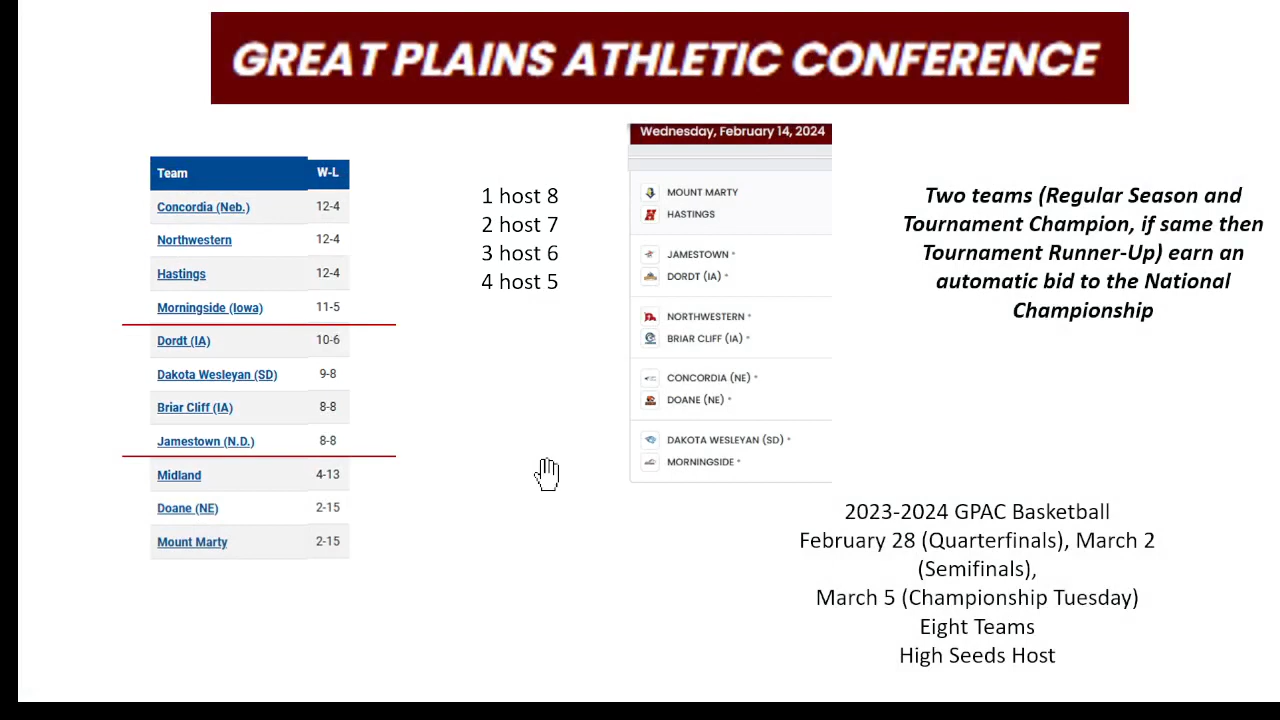 GREAT PLAINS ATHLETIC CONFERENCE
Team W-L
Concordia (Neb.) 12-4
Northwestern 12-4
Hastings 12-4
Morningside (Iowa) 11-5
Dordt (IA) 10-6
Dakota Wesleyan (SD) 9-8
Briar Cliff (IA) 8-8
Jamestown (N.D.) 8-8
Midland 4-13
Doane (NE) 2-15
Mount Marty 2-15
1 host 8
2 host 7
3 host 6
4 host 5
Wednesday, February 14, 2024
MOUNT MARTY
HASTINGS
JAMESTOWN *
DORDT (IA) *
NORTHWESTERN *
BRIAR CLIFF (IA) *
CONCORDIA (NE) *
DOANE (NE) *
DAKOTA WESLEYAN (SD) *
MORNINGSIDE *
Two teams (Regular Season and
Tournament Champion, if same then
Tournament Runner-Up) earn an
automatic bid to the National
Championship
2023-2024 GPAC Basketball
February 28 (Quarterfinals), March 2
(Semifinals),
March 5 (Championship Tuesday)
Eight Teams
High Seeds Host